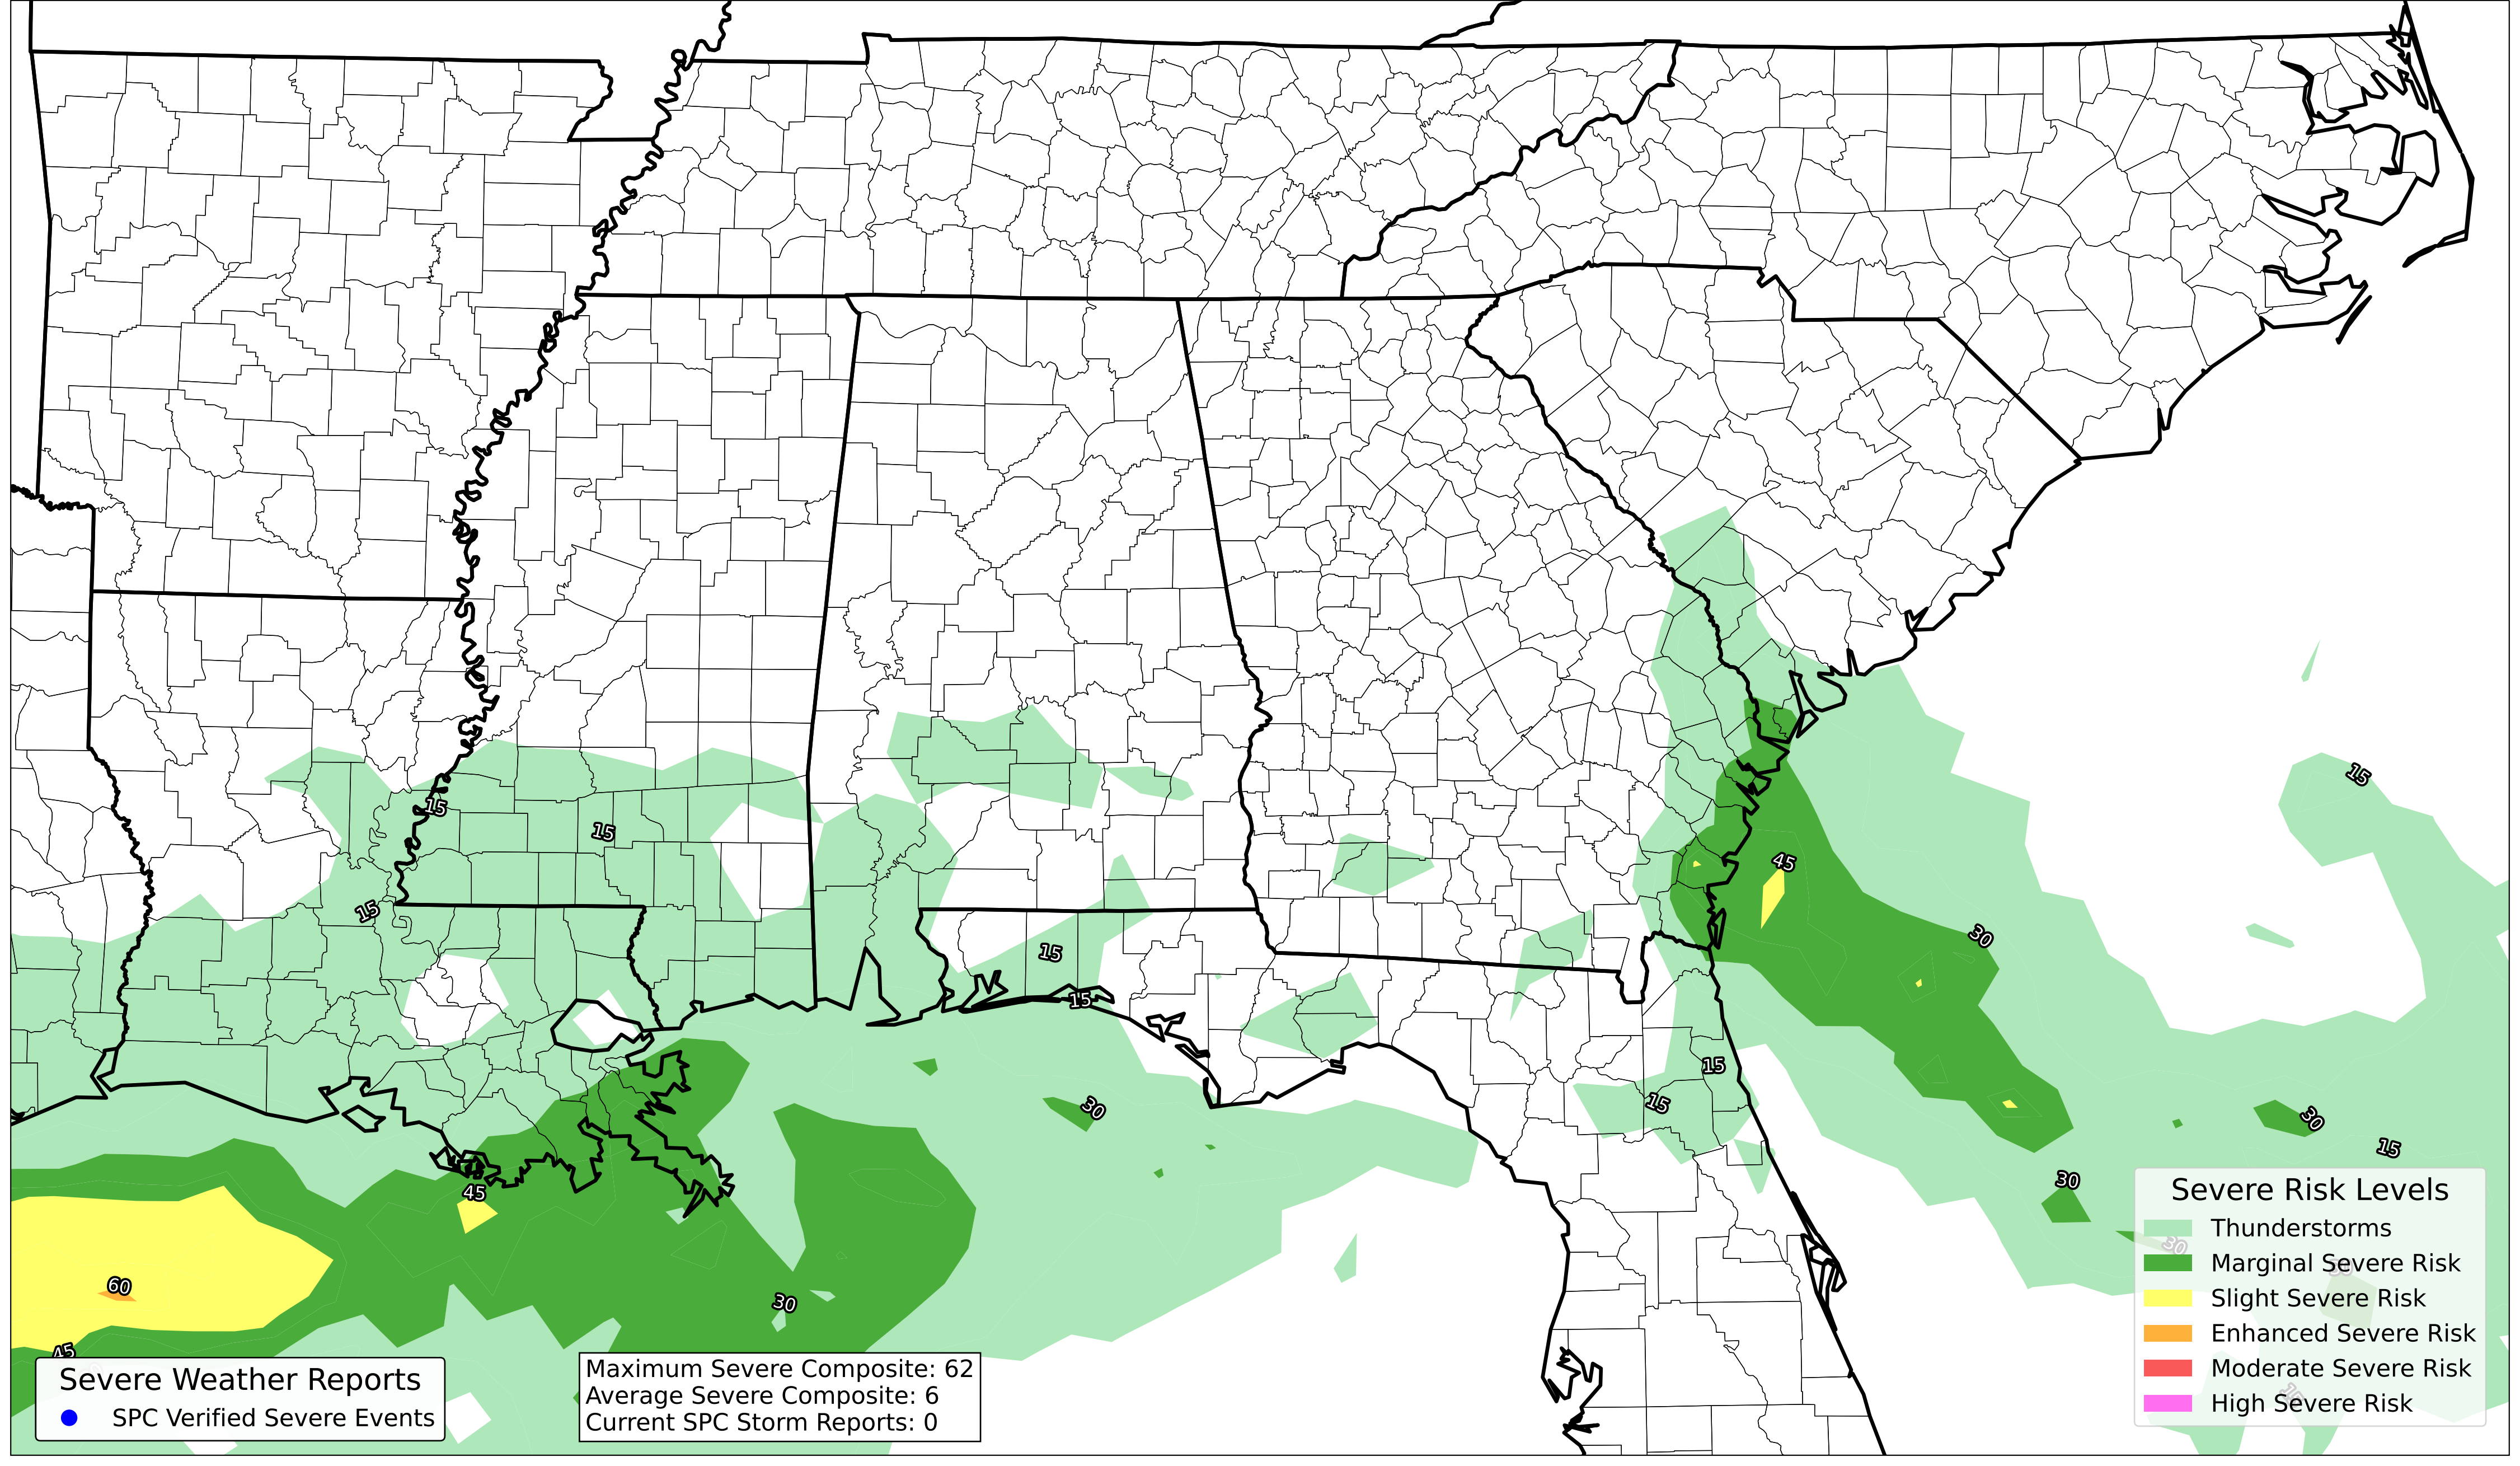 15
15
15
15
15
45
30
15
15
30
30
15
15
15
30
45
30
60
30
45
Severe Risk Levels
Thunderstorms
Marginal Severe Risk
Slight Severe Risk
Enhanced Severe Risk
Moderate Severe Risk
High Severe Risk
Severe Weather Reports
SPC Verified Severe Events
Maximum Severe Composite: 62
Average Severe Composite: 6
Current SPC Storm Reports: 0